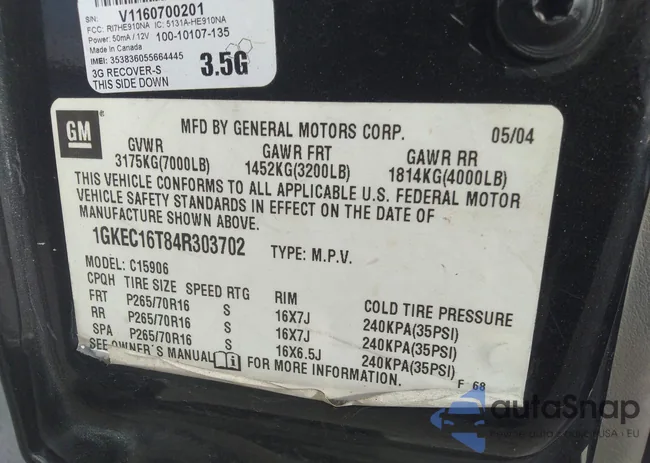 S/N: V1160700201
FCC: RI7HE910NA IC: 5131A-HE910NA
Power: 50mA / 12V 100-10107-135
Made in Canada
IMEI: 353836055664445
3G RECOVER-S 3.5G
THIS SIDE DOWN
GM
MFD BY GENERAL MOTORS CORP. 05/04
GVWR GAWR FRT GAWR RR
3175KG(7000LB) 1452KG(3200LB) 1814KG(4000LB)
THIS VEHICLE CONFORMS TO ALL APPLICABLE U.S. FEDERAL MOTOR
VEHICLE SAFETY STANDARDS IN EFFECT ON THE DATE OF
MANUFACTURE SHOWN ABOVE.
1GKEC16T84R303702 TYPE: M.P.V.
MODEL: C15906
CPQH TIRE SIZE SPEED RTG RIM COLD TIRE PRESSURE
FRT P265/70R16 S 16X7J 240KPA(35PSI)
RR P265/70R16 S 16X7J 240KPA(35PSI)
SPA P265/70R16 S 16X6.5J 240KPA(35PSI)
SEE OWNER'S MANUAL i FOR MORE INFORMATION.
F 68
autoSnap